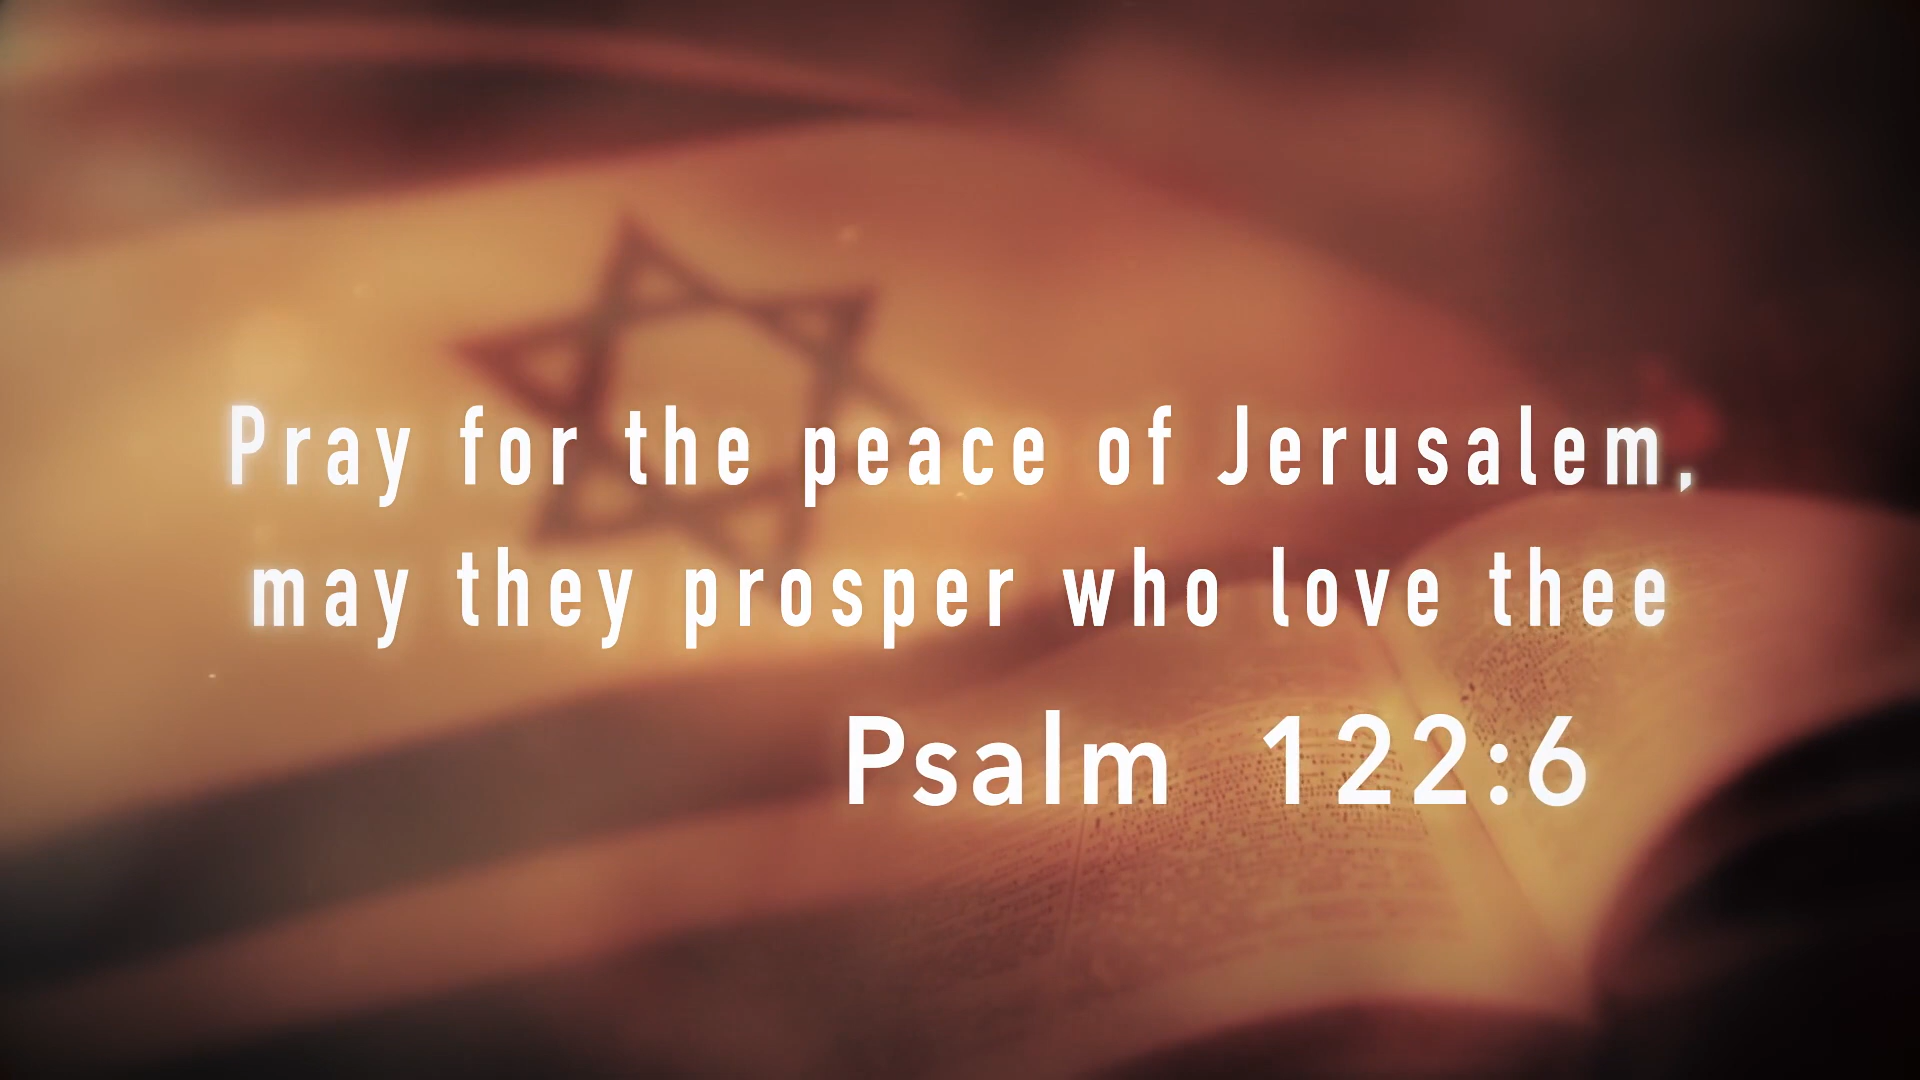 Pray for the peace of Jerusalem,
may they prosper who love thee
Psalm 122:6